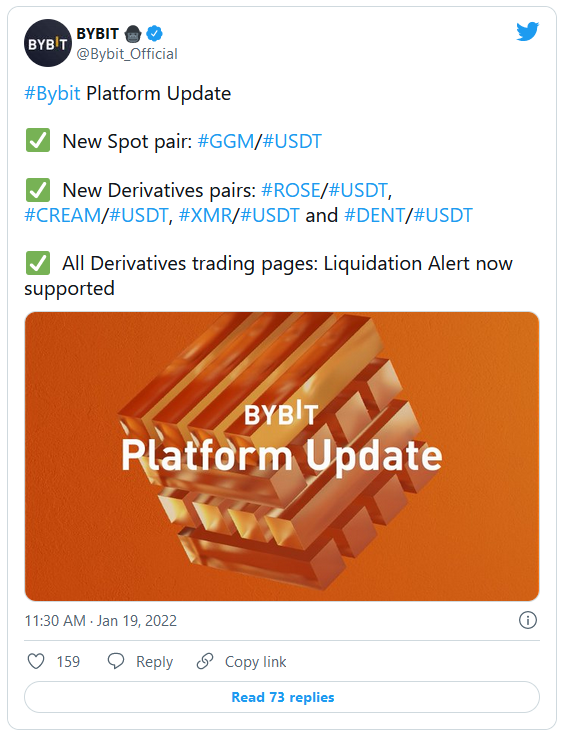 BYBIT
BYBIT
@Bybit_Official
#Bybit Platform Update
New Spot pair: #GGM/#USDT
New Derivatives pairs: #ROSE/#USDT,
#CREAM/#USDT, #XMR/#USDT and #DENT/#USDT
All Derivatives trading pages: Liquidation Alert now
supported
BYBIT
Platform Update
11:30 AM · Jan 19, 2022
159 Reply Copy link
Read 73 replies